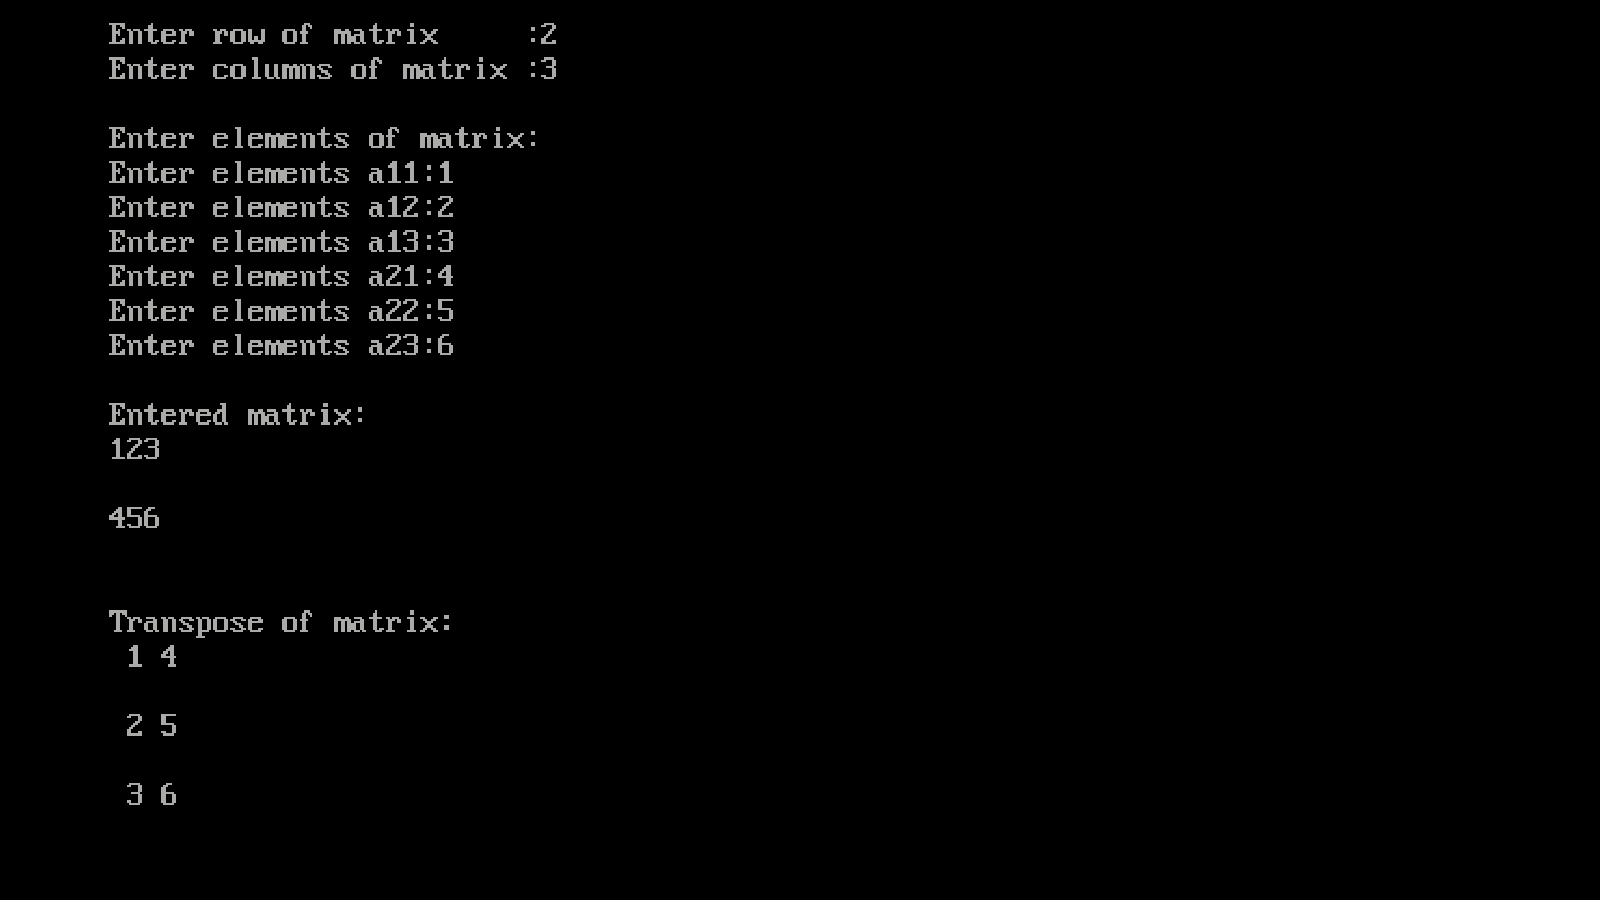 Enter row of matrix     :2
Enter columns of matrix :3
Enter elements of matrix:
Enter elements a11:1
Enter elements a12:2
Enter elements a13:3
Enter elements a21:4
Enter elements a22:5
Enter elements a23:6
Entered matrix:
123
456
Transpose of matrix:
 1 4
 2 5
 3 6